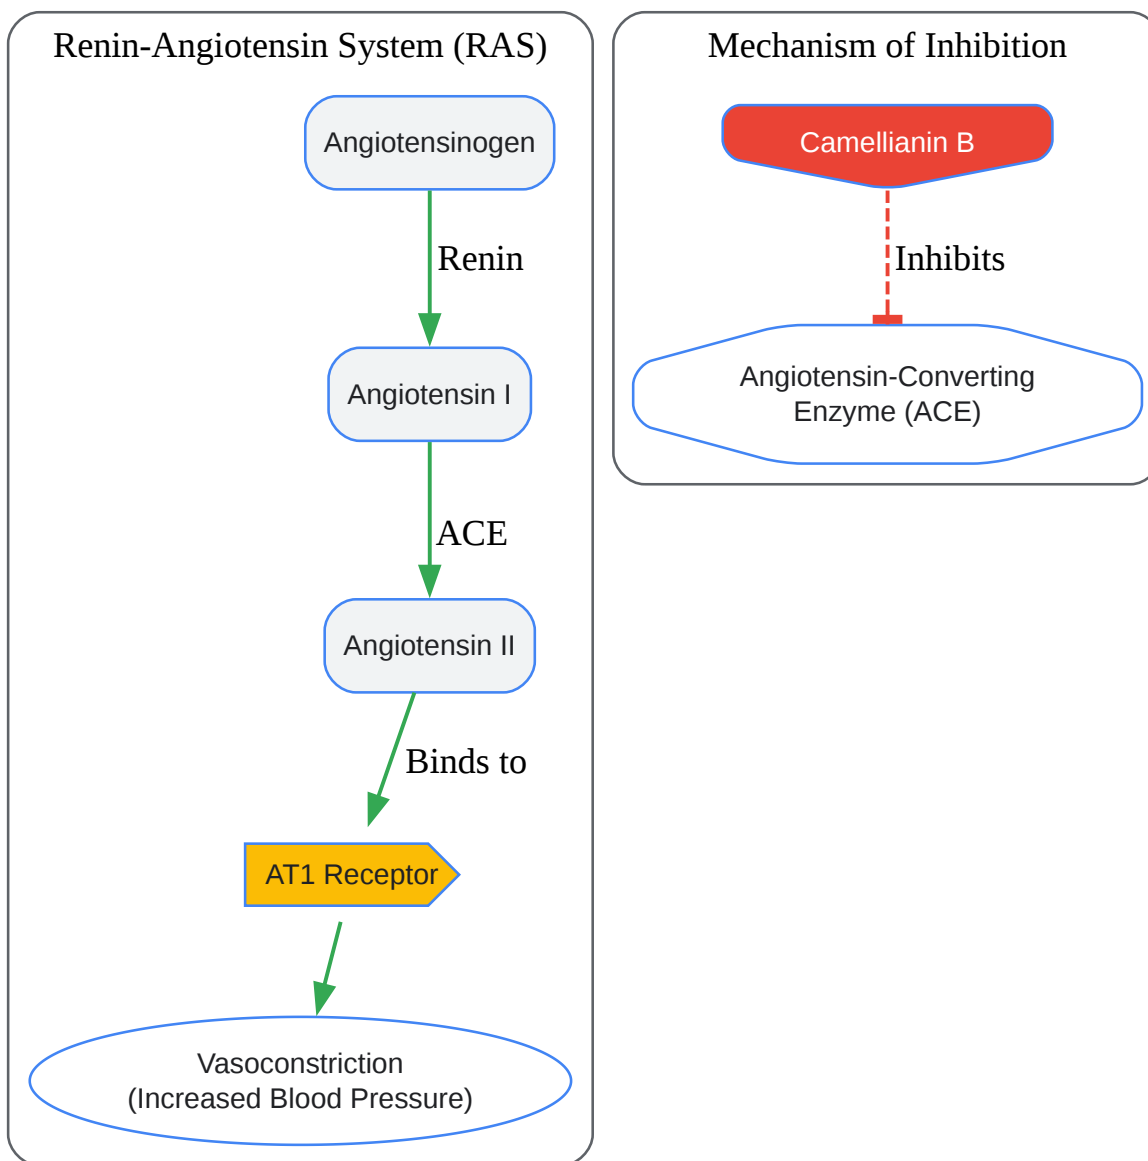 Renin-Angiotensin System (RAS)
Angiotensinogen
Renin
Angiotensin I
ACE
Angiotensin II
Binds to
AT1 Receptor
Vasoconstriction
(Increased Blood Pressure)
Mechanism of Inhibition
Camellianin B
Inhibits
Angiotensin-Converting
Enzyme (ACE)